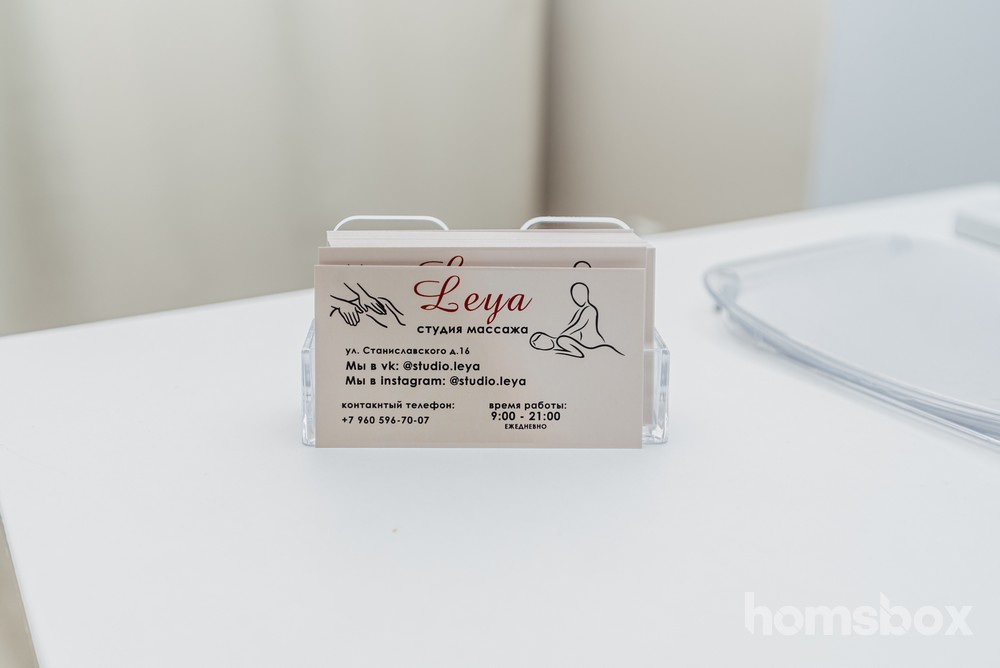 Leya
студия массажа
ул. Станиславского д.16
Мы в vk: @studio.leya
Мы в instagram: @studio.leya
контакнтый телефон:
+7 960 596-70-07
время работы:
9:00 - 21:00
ЕЖЕДНЕВНО
homsbox